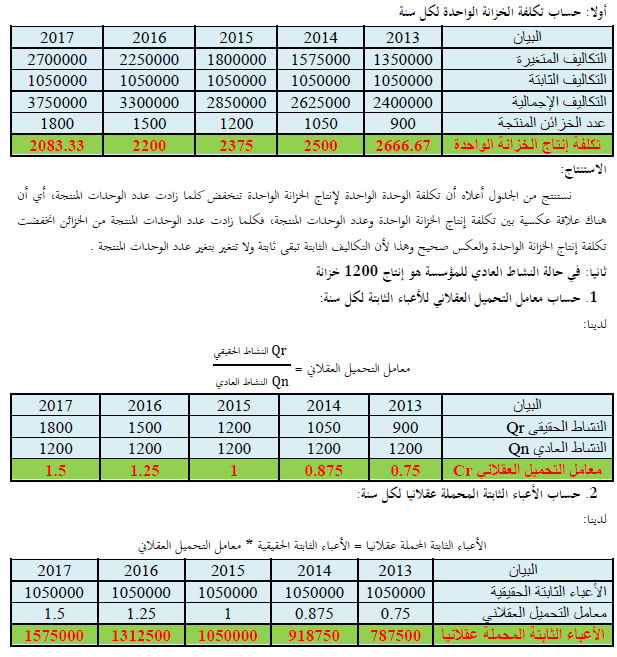 أولا: حساب تكلفة الخزانة الواحدة لكل سنة
البيان 2013 2014 2015 2016 2017
التكاليف المتغيرة 1350000 1575000 1800000 2250000 2700000
التكاليف الثابتة 1050000 1050000 1050000 1050000 1050000
التكاليف الإجمالية 2400000 2625000 2850000 3300000 3750000
عدد الخزائن المنتجة 900 1050 1200 1500 1800
تكلفة إنتاج الخزانة الواحدة 2666.67 2500 2375 2200 2083.33
الاستنتاج:
نستنتج من الجدول أعلاه أن تكلفة الوحدة الواحدة لإنتاج الخزانة الواحدة تنخفض كلما زادت عدد الوحدات المنتجة، أي أن
هناك علاقة عكسية بين تكلفة إنتاج الخزانة الواحدة وعدد الوحدات المنتجة، فكلما زادت عدد الوحدات المنتجة من الخزائن انخفضت
تكلفة إنتاج الخزانة الواحدة والعكس صحيح وهذا لأن التكاليف الثابتة تبقى ثابتة ولا تتغير بتغير عدد الوحدات المنتجة .
ثانيا: في حالة النشاط العادي للمؤسسة هو إنتاج 1200 خزانة
1. حساب معامل التحميل العقلاني للأعباء الثابتة لكل سنة:
لدينا:
معامل التحميل العقلاني = Qr النشاط الحقيقي
Qn النشاط العادي
البيان 2013 2014 2015 2016 2017
النشاط الحقيقي Qr 900 1050 1200 1500 1800
النشاط العادي Qn 1200 1200 1200 1200 1200
معامل التحميل العقلاني Cr 0.75 0.875 1 1.25 1.5
2. حساب الأعباء الثابتة المحملة عقلانيا لكل سنة:
لدينا:
الأعباء الثابتة المحملة عقلانيا = الأعباء الثابتة الحقيقية * معامل التحميل العقلاني
البيان 2013 2014 2015 2016 2017
الأعباء الثابتة الحقيقية 1050000 1050000 1050000 1050000 1050000
معامل التحميل العقلاني 0.75 0.875 1 1.25 1.5
الأعباء الثابتة المحملة عقلانيا 787500 918750 1050000 1312500 1575000